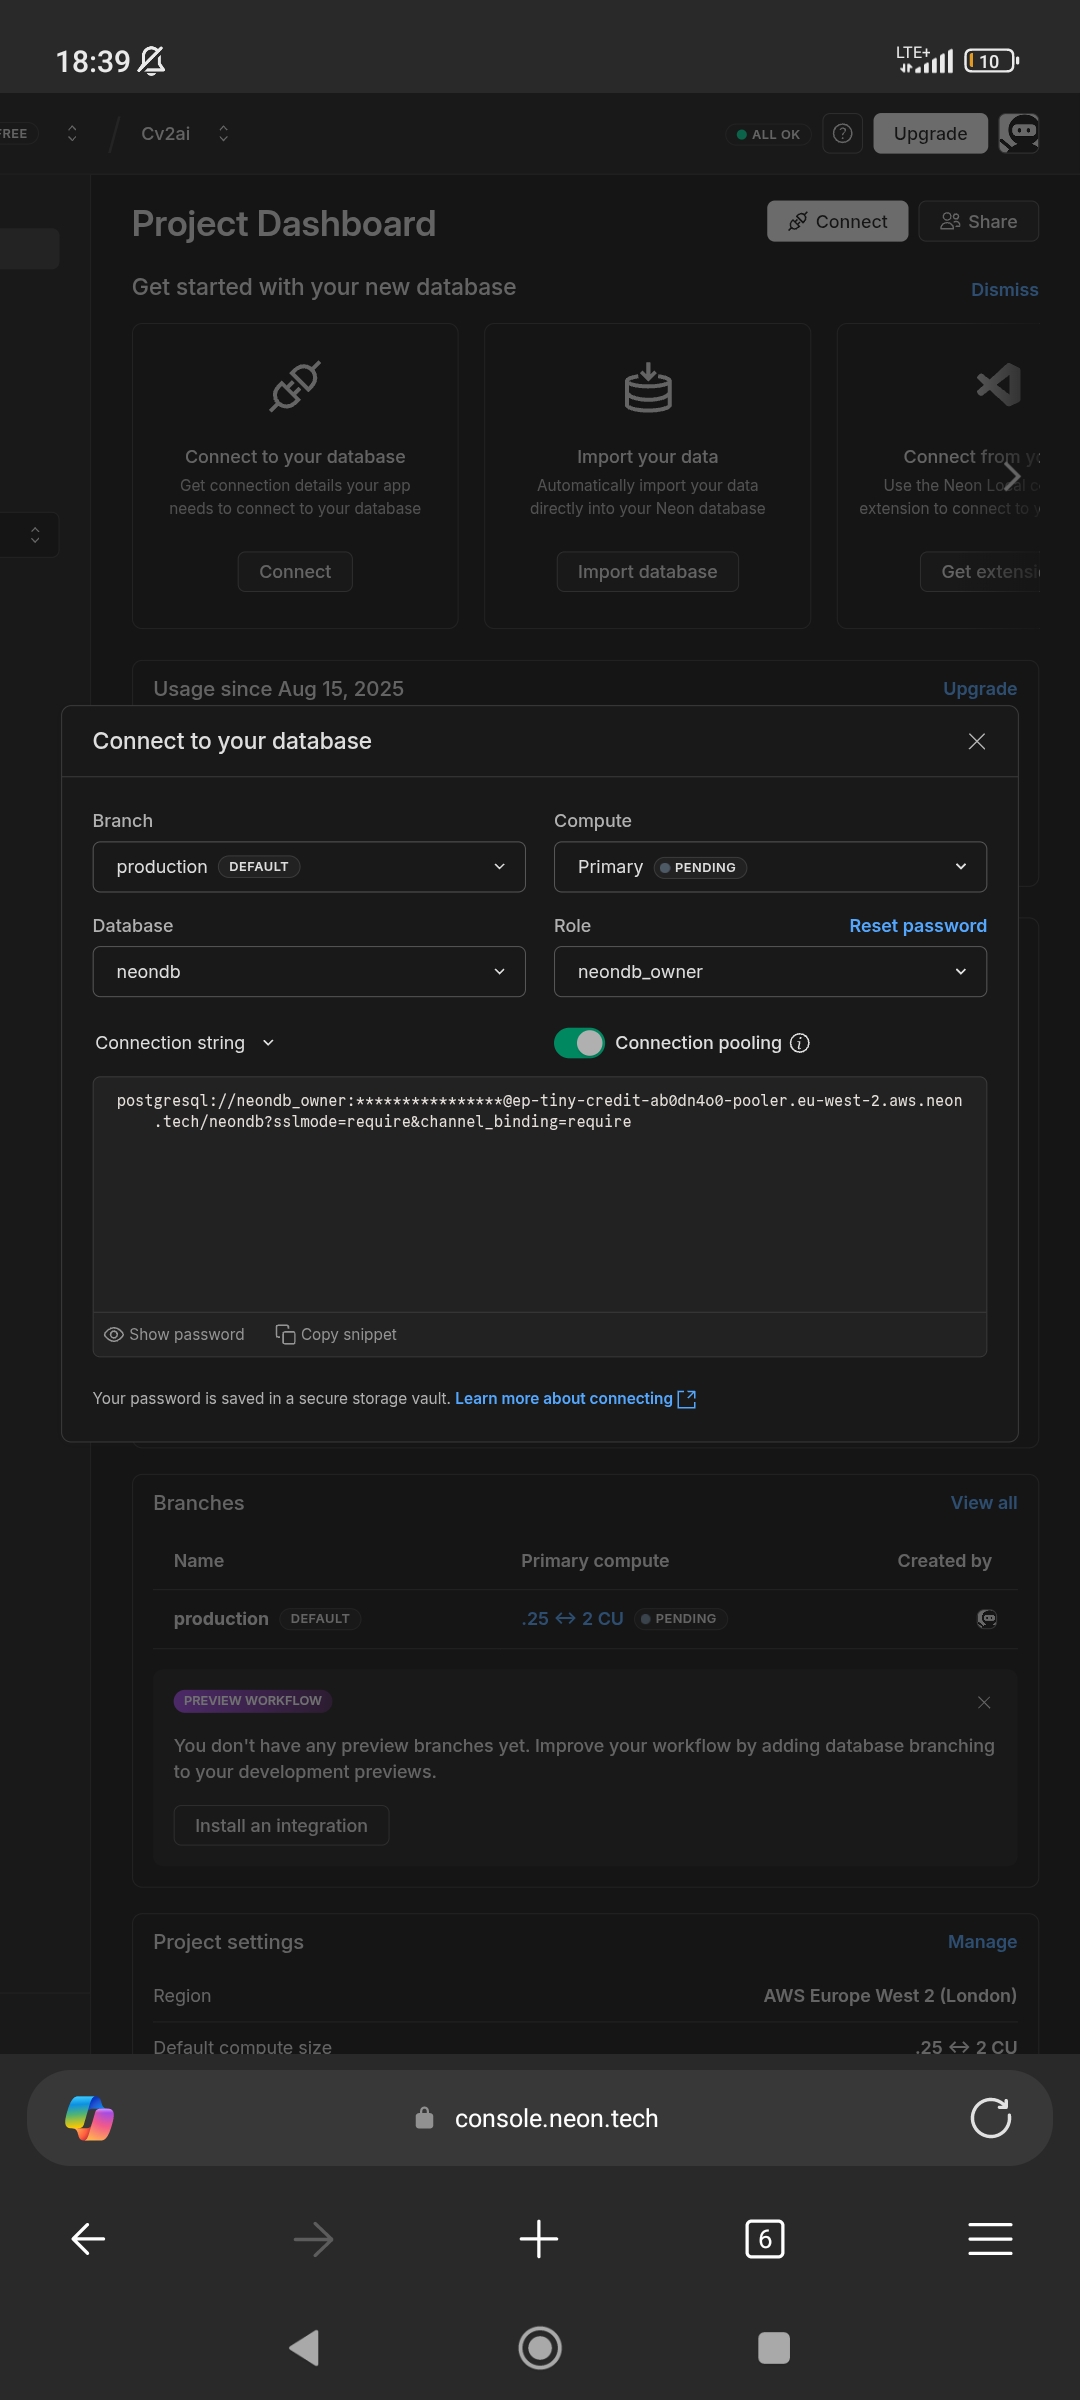 18:39
LTE+
10
FREE
Cv2ai
ALL OK
Upgrade
Project Dashboard
Connect
Share
Get started with your new database
Dismiss
Connect to your database
Get connection details your app
needs to connect to your database
Connect
Import your data
Automatically import your data
directly into your Neon database
Import database
Connect from
Use the Neon Local
extension to connect to
Get
Usage since Aug 15, 2025
Upgrade
Connect to your database
Branch
Compute
production DEFAULT
Primary PENDING
Database
Role
Reset password
neondb
neondb_owner
Connection string
Connection pooling
postgresql://neondb_owner:****************@ep-tiny-credit-ab0dn4o0-pooler.eu-west-2.aws.neon
.tech/neondb?sslmode=require&channel_binding=require
Show password
Copy snippet
Your password is saved in a secure storage vault. Learn more about connecting
Branches
View all
Name
Primary compute
Created by
production DEFAULT
.25 ↔ 2 CU PENDING
PREVIEW WORKFLOW
You don't have any preview branches yet. Improve your workflow by adding database branching
to your development previews.
Install an integration
Project settings
Manage
Region
AWS Europe West 2 (London)
Default compute size
.25 ↔ 2 CU
console.neon.tech
6